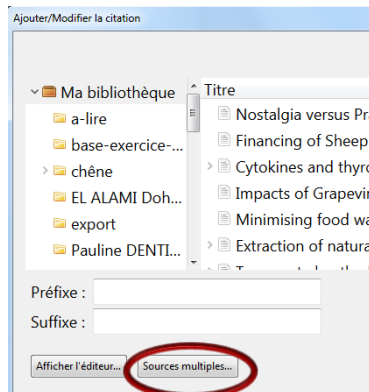 Ajouter/Modifier la citation
Ma bibliothèque
Titre
a-lire
Nostalgia versus Pr
base-exercice-...
Financing of Sheep
chêne
Cytokines and thyr
EL ALAMI Doh...
Impacts of Grapevir
export
Minimising food wa
Pauline DENTI...
Extraction of natura
Préfixe :
Suffixe :
Afficher l'éditeur...
Sources multiples...